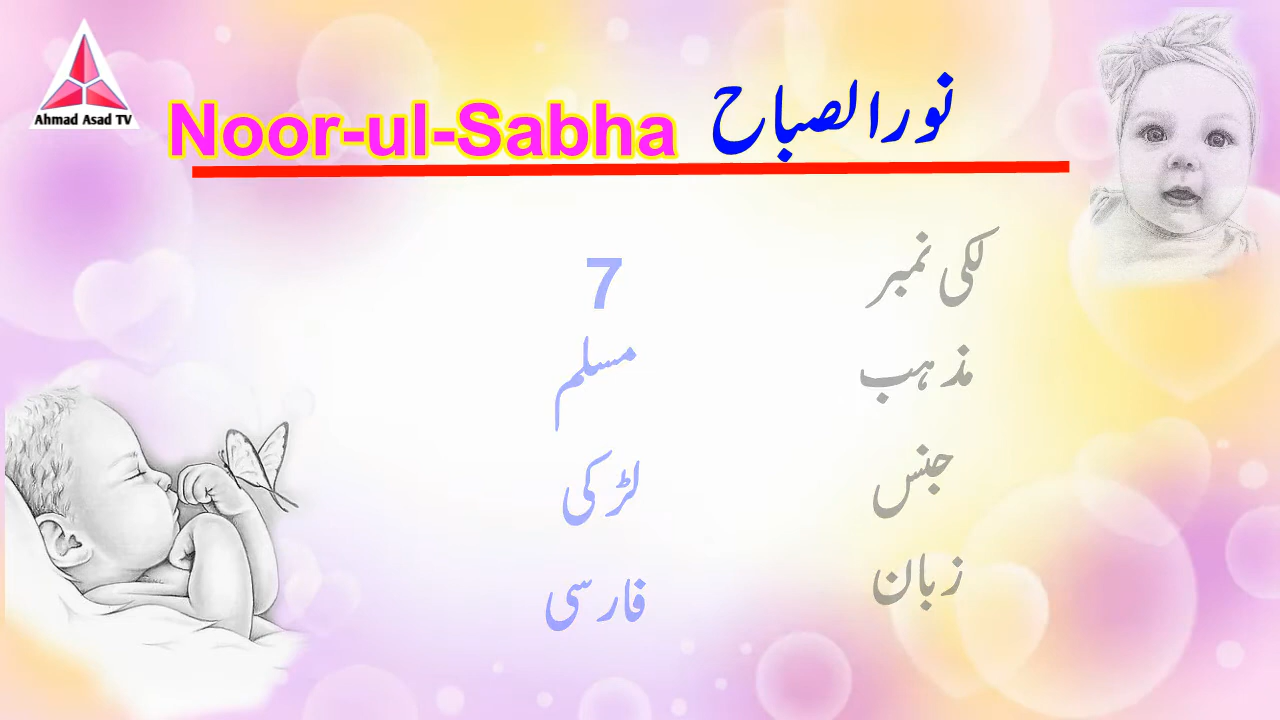 Ahmad Asad TV
Noor-ul-Sabha نورالصباح
لکی نمبر 7
مذہب مسلم
جنس لڑکی
زبان فارسی